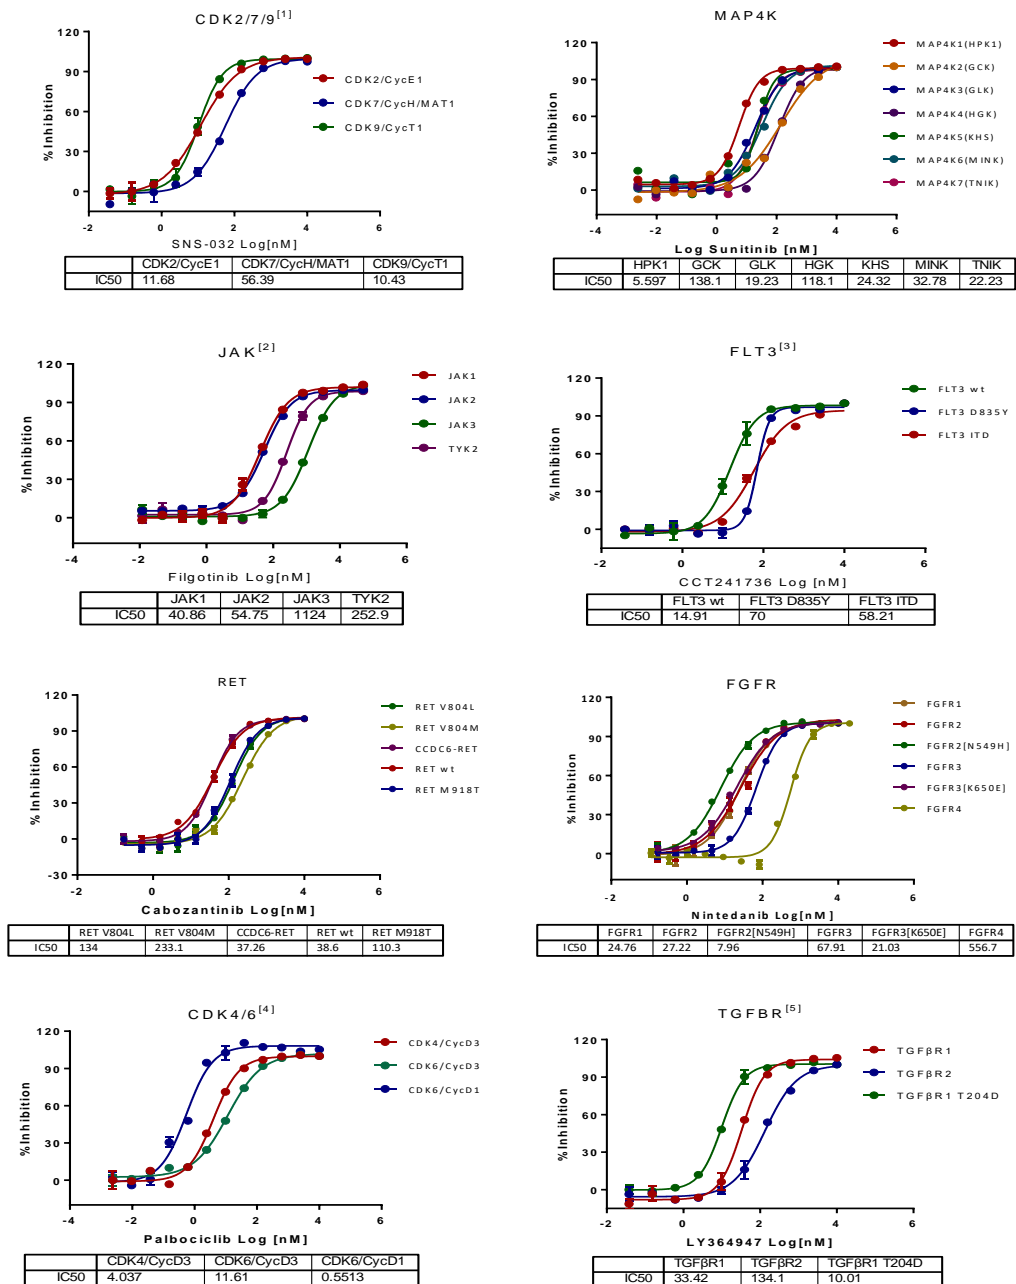 CDK2/7/9[1]
120
90
60
30
0
% Inhibition
-2
0
2
4
6
SNS-032 Log[nM]
CDK2/CycE1
CDK7/CycH/MAT1
CDK9/CycT1
CDK2/CycE1 CDK7/CycH/MAT1 CDK9/CycT1
IC50 11.68 56.39 10.43
MAP4K
120
90
60
30
0
% Inhibition
-4
-2
0
2
4
6
Log Sunitinib [nM]
MAP4K1(HPK1)
MAP4K2(GCK)
MAP4K3(GLK)
MAP4K4(HGK)
MAP4K5(KHS)
MAP4K6(MINK)
MAP4K7(TNIK)
HPK1 GCK GLK HGK KHS MINK TNIK
IC50 5.597 138.1 19.23 118.1 24.32 32.78 22.23
JAK[2]
120
90
60
30
0
% Inhibition
-4
-2
0
2
4
6
Filgotinib Log[nM]
JAK1
JAK2
JAK3
TYK2
JAK1 JAK2 JAK3 TYK2
IC50 40.86 54.75 1124 252.9
FLT3[3]
120
90
60
30
0
% Inhibition
-2
0
2
4
6
CCT241736 Log [nM]
FLT3 wt
FLT3 D835Y
FLT3 ITD
FLT3 wt FLT3 D835Y FLT3 ITD
IC50 14.91 70 58.21
RET
120
90
60
30
0
-30
% Inhibition
-2
0
2
4
6
Cabozantinib Log[nM]
RET V804L
RET V804M
CCDC6-RET
RET wt
RET M918T
RET V804L RET V804M CCDC6-RET RET wt RET M918T
IC50 134 233.1 37.26 38.6 110.3
FGFR
120
90
60
30
0
% Inhibition
-2
0
2
4
6
Nintedanib Log[nM]
FGFR1
FGFR2
FGFR2[N549H]
FGFR3
FGFR3[K650E]
FGFR4
FGFR1 FGFR2 FGFR2[N549H] FGFR3 FGFR3[K650E] FGFR4
IC50 24.76 27.22 7.96 67.91 21.03 556.7
CDK4/6[4]
120
90
60
30
0
% Inhibition
-4
-2
0
2
4
6
Palbociclib Log [nM]
CDK4/CycD3
CDK6/CycD3
CDK6/CycD1
CDK4/CycD3 CDK6/CycD3 CDK6/CycD1
IC50 4.037 11.61 0.5513
TGFBR[5]
120
90
60
30
0
% Inhibition
-2
0
2
4
6
LY364947 Log[nM]
TGFβR1
TGFβR2
TGFβR1 T204D
TGFβR1 TGFβR2 TGFβR1 T204D
IC50 33.42 134.1 10.01